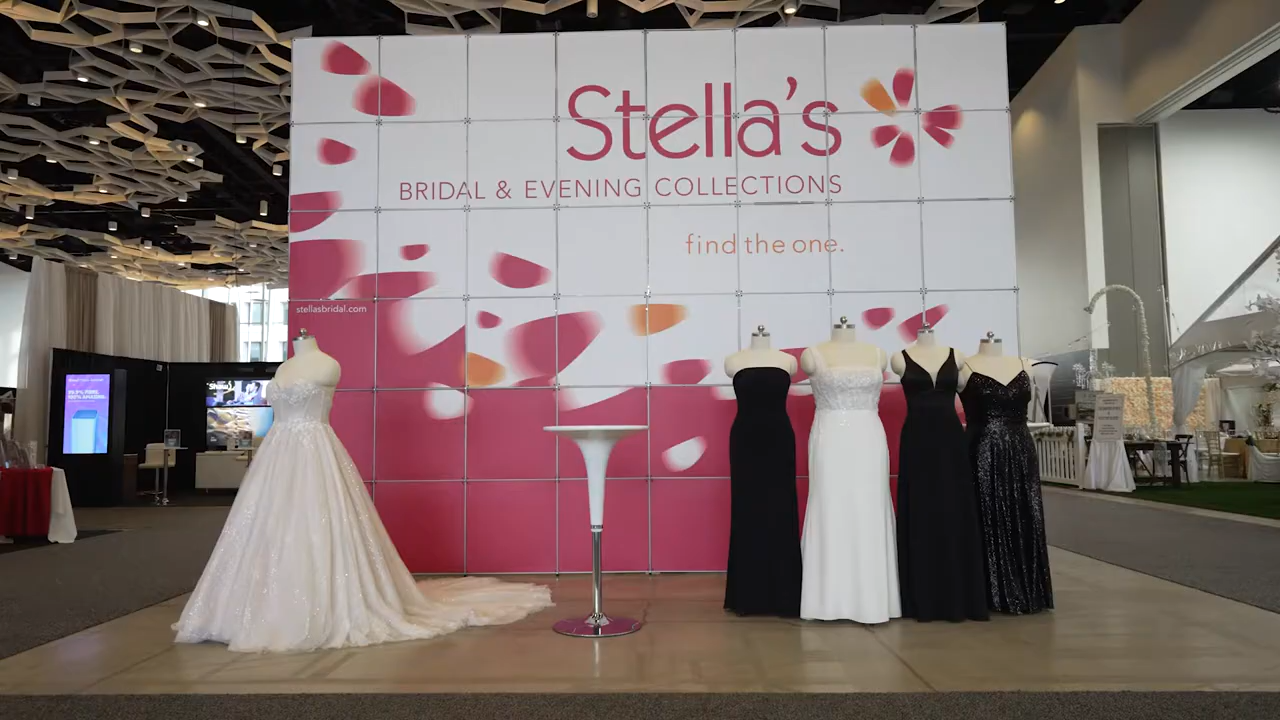 Stella's
BRIDAL & EVENING COLLECTIONS
find the one.
stellasbridal.com